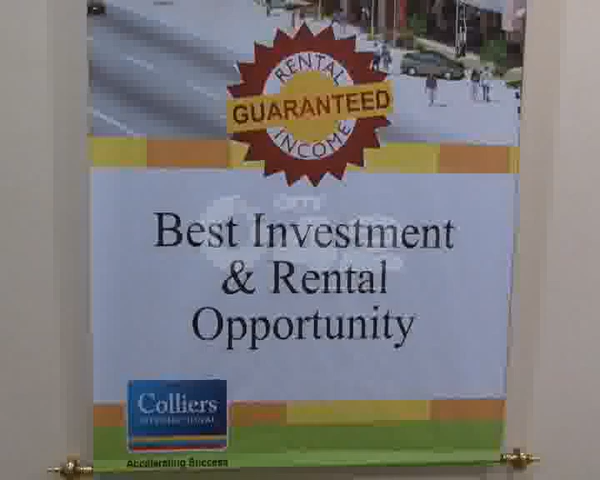 RENTAL
GUARANTEED
INCOME
Best Investment
& Rental
Opportunity
Colliers
INTERNATIONAL
Accelerating Success